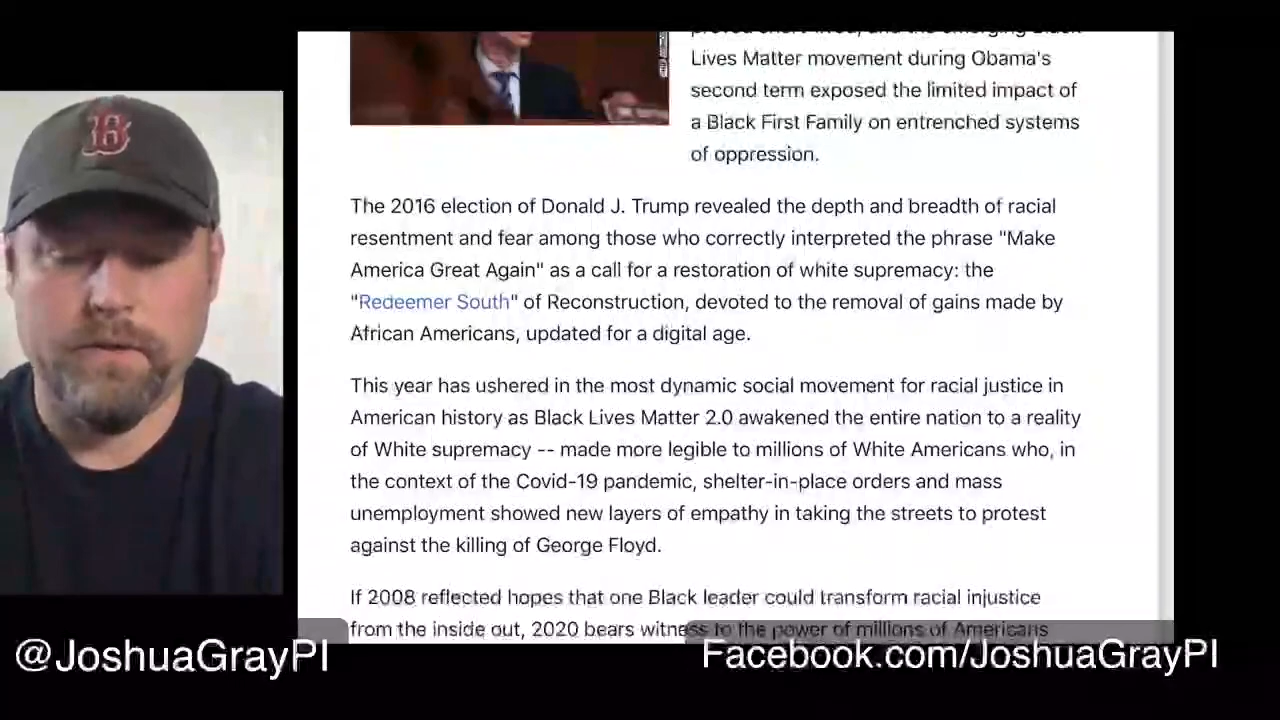 B
proved short-lived, and the emerging Black
Lives Matter movement during Obama's
second term exposed the limited impact of
a Black First Family on entrenched systems
of oppression.
The 2016 election of Donald J. Trump revealed the depth and breadth of racial
resentment and fear among those who correctly interpreted the phrase "Make
America Great Again" as a call for a restoration of white supremacy: the
"Redeemer South" of Reconstruction, devoted to the removal of gains made by
African Americans, updated for a digital age.
This year has ushered in the most dynamic social movement for racial justice in
American history as Black Lives Matter 2.0 awakened the entire nation to a reality
of White supremacy -- made more legible to millions of White Americans who, in
the context of the Covid-19 pandemic, shelter-in-place orders and mass
unemployment showed new layers of empathy in taking the streets to protest
against the killing of George Floyd.
If 2008 reflected hopes that one Black leader could transform racial injustice
from the inside out, 2020 bears witness to the power of millions of Americans
@JoshuaGrayPI
Facebook.com/JoshuaGrayPI